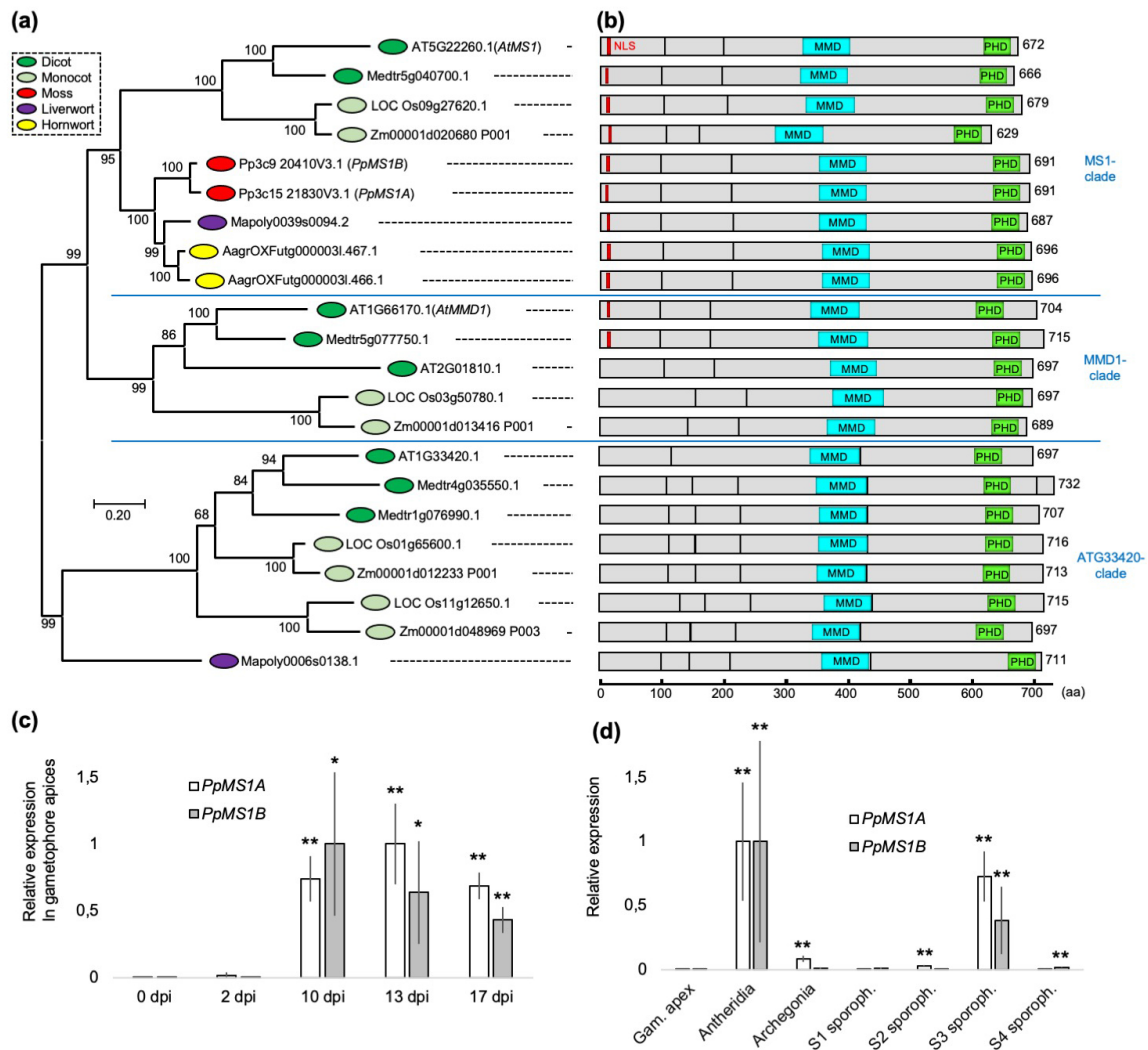 (a)
Dicot
Monocot
Moss
Liverwort
Hornwort
100
AT5G22260.1(AtMS1)
100
Medtr5g040700.1
LOC Os09g27620.1
100
Zm00001d020680 P001
95
100
Pp3c9 20410V3.1 (PpMS1B)
Pp3c15 21830V3.1 (PpMS1A)
100
Mapoly0039s0094.2
99
AagrOXFutg000003l.467.1
100
AagrOXFutg000003l.466.1
99
100
AT1G66170.1(AtMMD1)
86
Medtr5g077750.1
AT2G01810.1
99
LOC Os03g50780.1
100
Zm00001d013416 P001
94
AT1G33420.1
84
Medtr4g035550.1
0.20
68
Medtr1g076990.1
LOC Os01g65600.1
100
100
Zm00001d012233 P001
LOC Os11g12650.1
99
100
Zm00001d048969 P003
Mapoly0006s0138.1
(b)
NLS MMD PHD 672
MMD PHD 666
MMD PHD 679
MMD PHD 629
MMD PHD 691
MS1-
clade
MMD PHD 691
MMD PHD 687
MMD PHD 696
MMD PHD 696
MMD PHD 704
MMD PHD 715
MMD1-
clade
MMD PHD 697
MMD PHD 697
MMD PHD 689
MMD PHD 697
MMD PHD 732
MMD PHD 707
MMD PHD 716
ATG33420-
clade
MMD PHD 713
MMD PHD 715
MMD PHD 697
MMD PHD 711
0 100 200 300 400 500 600 700 (aa)
(c)
Relative expression
In gametophore apices
1,5
1
0,5
0
PpMS1A
PpMS1B
**
*
**
*
**
**
0 dpi 2 dpi 10 dpi 13 dpi 17 dpi
(d)
Relative expression
1,5
1
0,5
0
PpMS1A
PpMS1B
**
**
**
**
**
**
**
Gam. apex
Antheridia
Archegonia
S1 sporoph.
S2 sporoph.
S3 sporoph.
S4 sporoph.